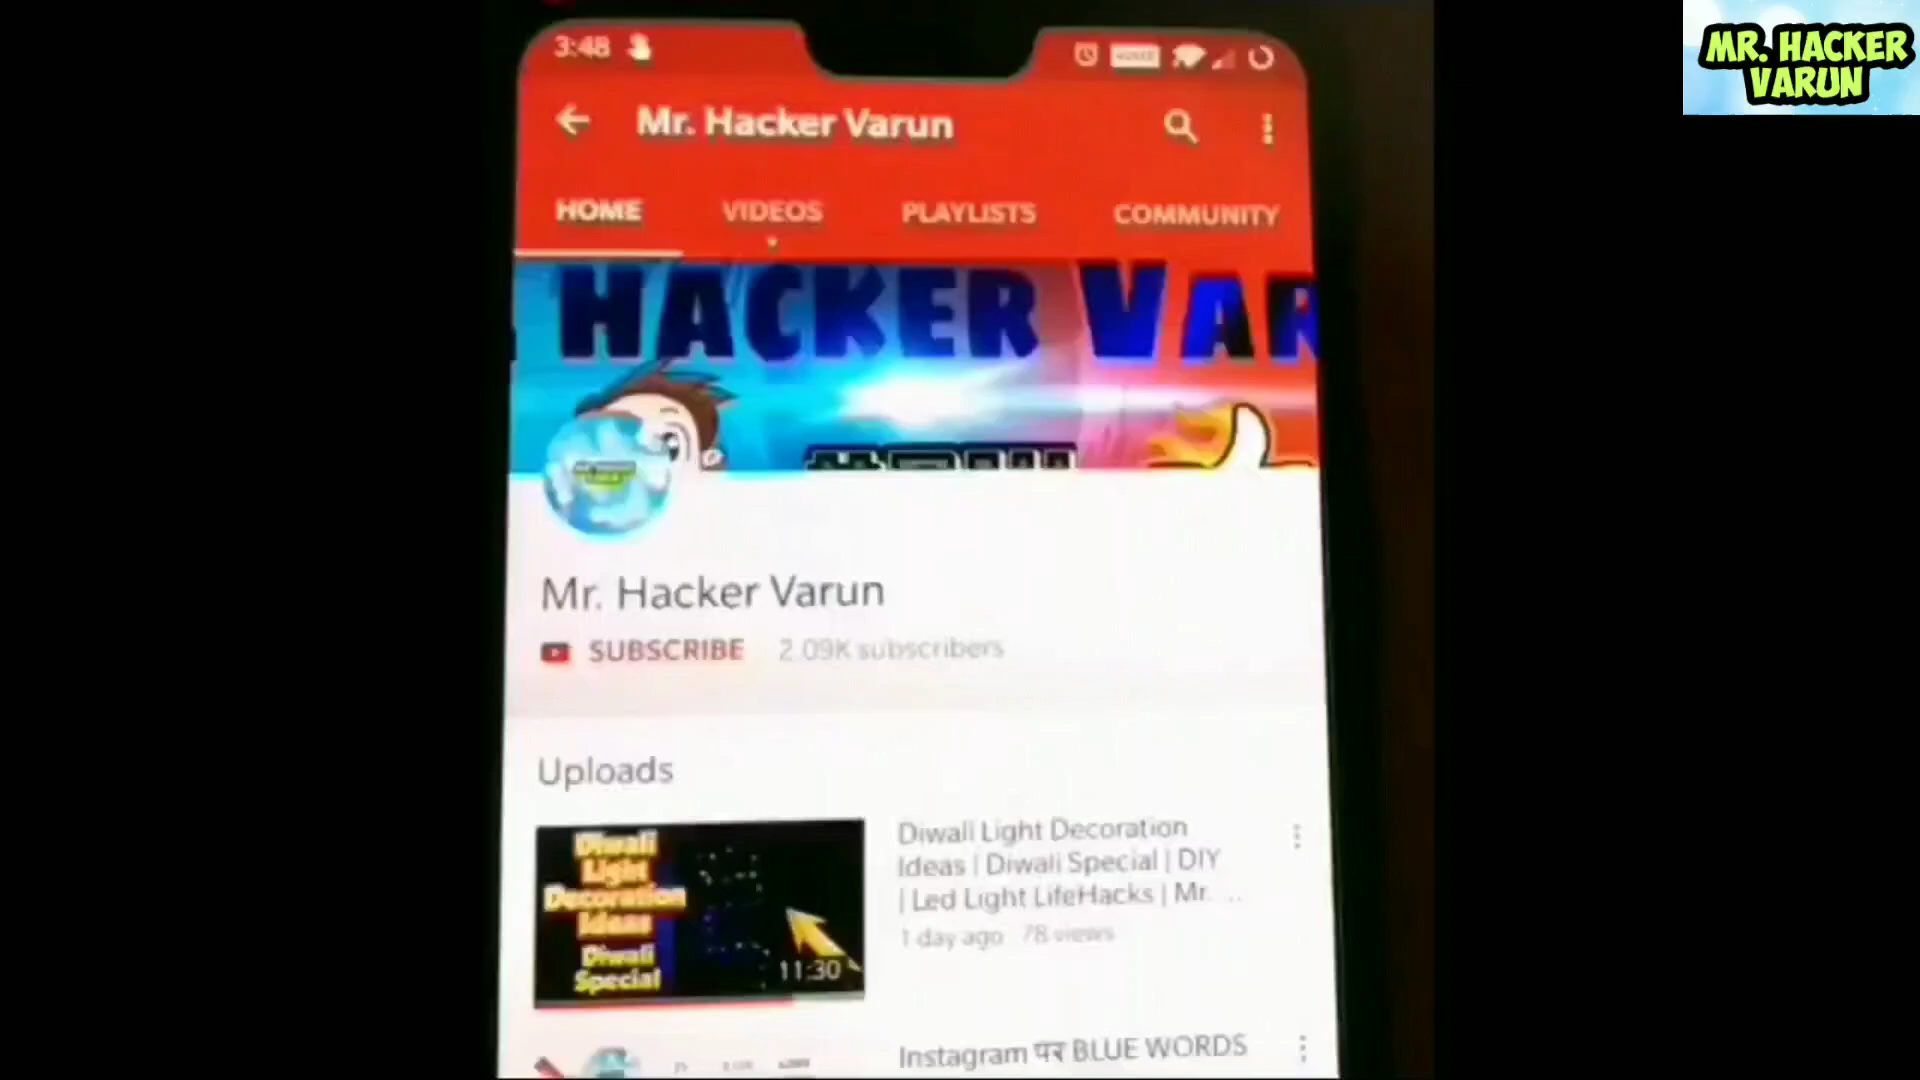 MR. HACKER
VARUN
3:48
Mr. Hacker Varun
HOME VIDEOS PLAYLISTS COMMUNITY
HACKER VAR
Mr. Hacker Varun
SUBSCRIBE 2.09K subscribers
Uploads
Diwali
Light
Decoration
Ideas
Diwali
Special
11:30
Diwali Light Decoration
Ideas | Diwali Special | DIY
| Led Light LifeHacks | Mr. ...
1 day ago 78 views
Instagram पर BLUE WORDS